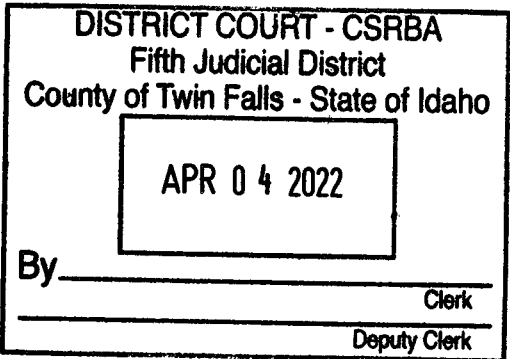 DISTRICT COURT - CSRBA
Fifth Judicial District
County of Twin Falls - State of Idaho
APR 04 2022
By
Clerk
Deputy Clerk